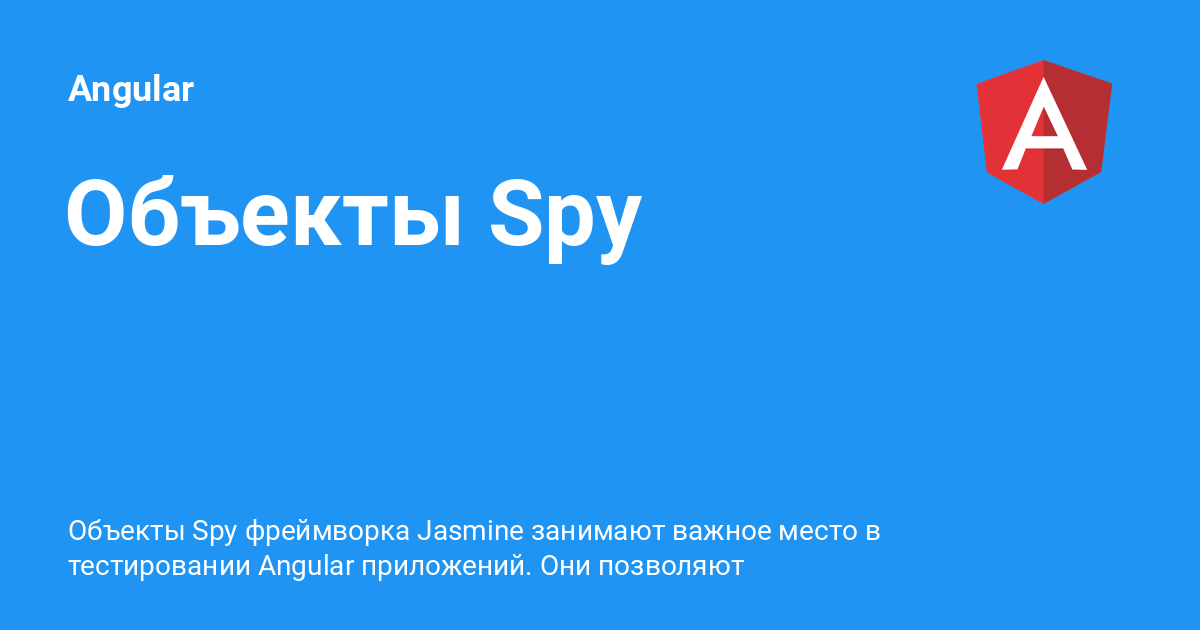 Angular
Объекты Spy
Объекты Spy фреймворка Jasmine занимают важное место в
тестировании Angular приложений. Они позволяют